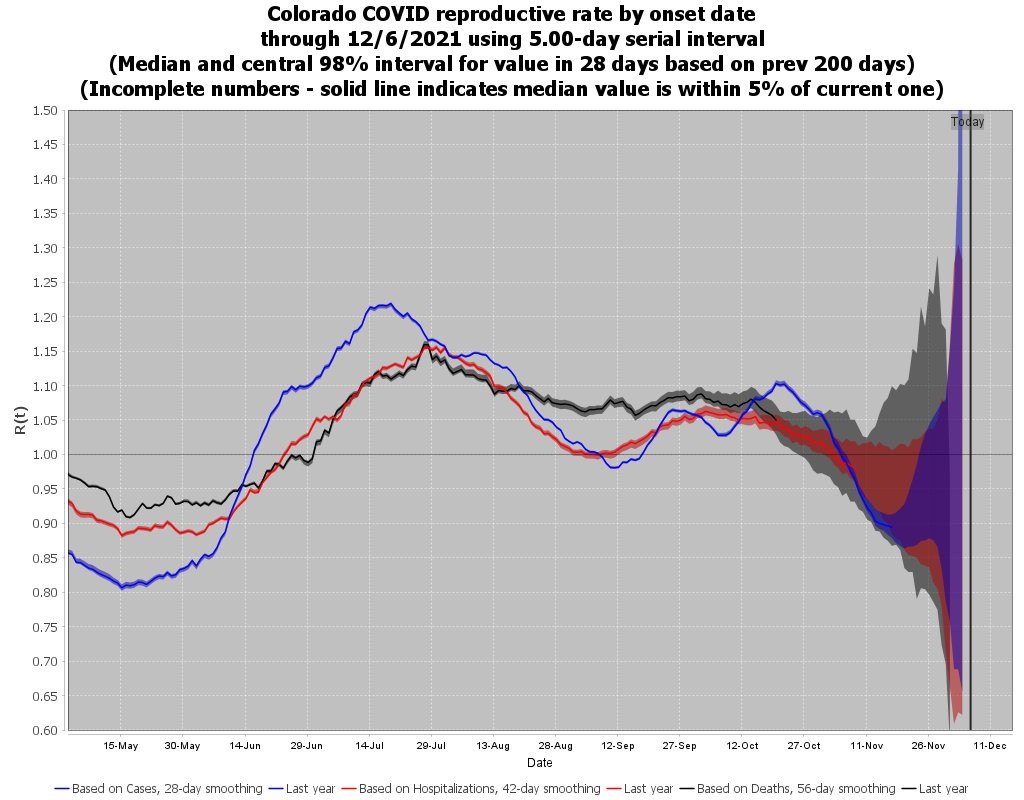 Colorado COVID reproductive rate by onset date
through 12/6/2021 using 5.00-day serial interval
(Median and central 98% interval for value in 28 days based on prev 200 days)
(Incomplete numbers - solid line indicates median value is within 5% of current one)
Today
R(t)
1.50
1.45
1.40
1.35
1.30
1.25
1.20
1.15
1.10
1.05
1.00
0.95
0.90
0.85
0.80
0.75
0.70
0.65
0.60
15-May 30-May 14-Jun 29-Jun 14-Jul 29-Jul 13-Aug 28-Aug 12-Sep 27-Sep 12-Oct 27-Oct 11-Nov 26-Nov 11-Dec
Date
Based on Cases, 28-day smoothing Last year Based on Hospitalizations, 42-day smoothing Last year Based on Deaths, 56-day smoothing Last year